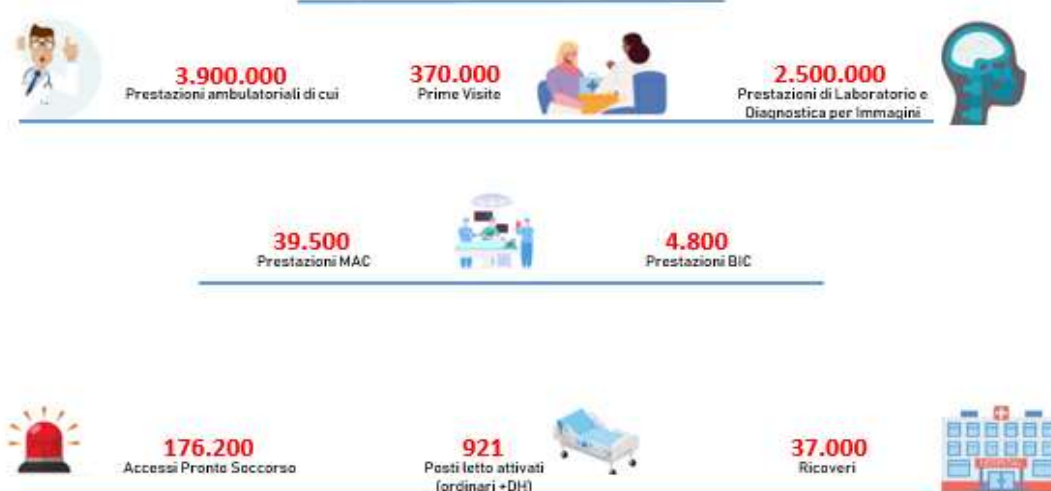 3.900.000
Prestazioni ambulatoriali di cui
370.000
Prime Visite
2.500.000
Prestazioni di Laboratorio e
Diagnostica per Immagini
39.500
Prestazioni MAC
4.800
Prestazioni BIC
176.200
Accessi Pronto Soccorso
921
Posti letto attivati
(ordinari +DH)
37.000
Ricoveri